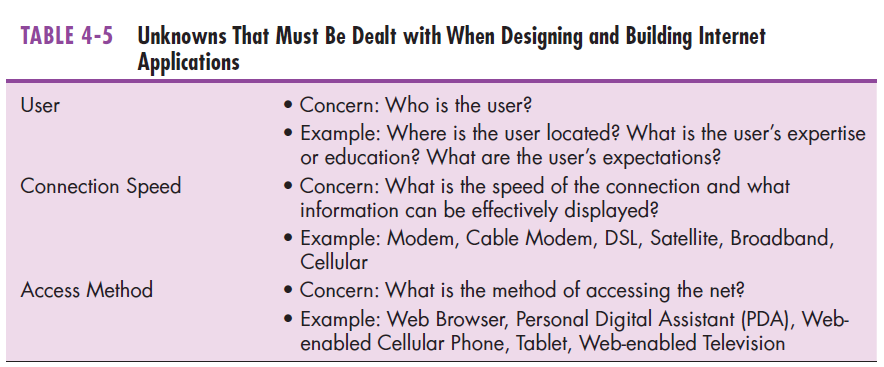 TABLE 4-5 Unknowns That Must Be Dealt with When Designing and Building Internet
Applications
User
• Concern: Who is the user?
• Example: Where is the user located? What is the user's expertise
or education? What are the user's expectations?
Connection Speed
• Concern: What is the speed of the connection and what
information can be effectively displayed?
• Example: Modem, Cable Modem, DSL, Satellite, Broadband,
Cellular
Access Method
• Concern: What is the method of accessing the net?
• Example: Web Browser, Personal Digital Assistant (PDA), Web-
enabled Cellular Phone, Tablet, Web-enabled Television